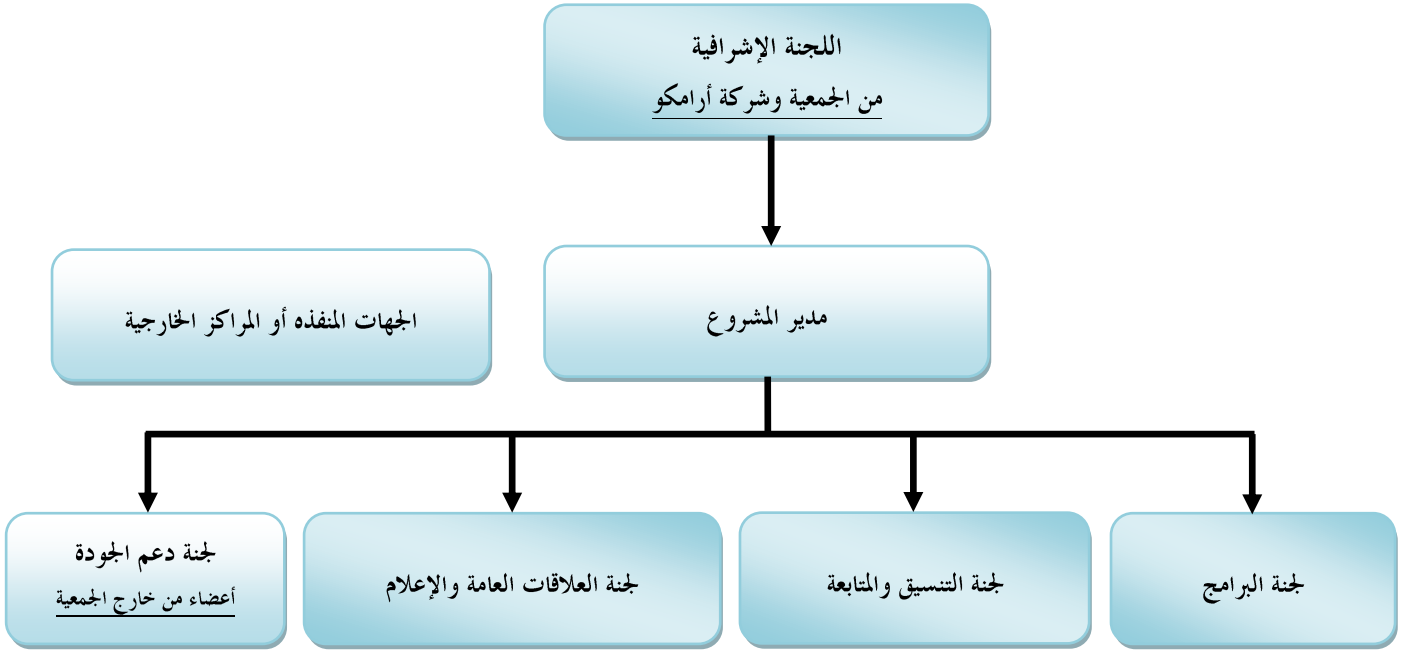 اللجنة الإشرافية
من الجمعية وشركة أرامكو
مدير المشروع
الجهات المنفذه أو المراكز الخارجية
لجنة البرامج
لجنة التنسيق والمتابعة
لجنة العلاقات العامة والإعلام
لجنة دعم الجودة
أعضاء من خارج الجمعية